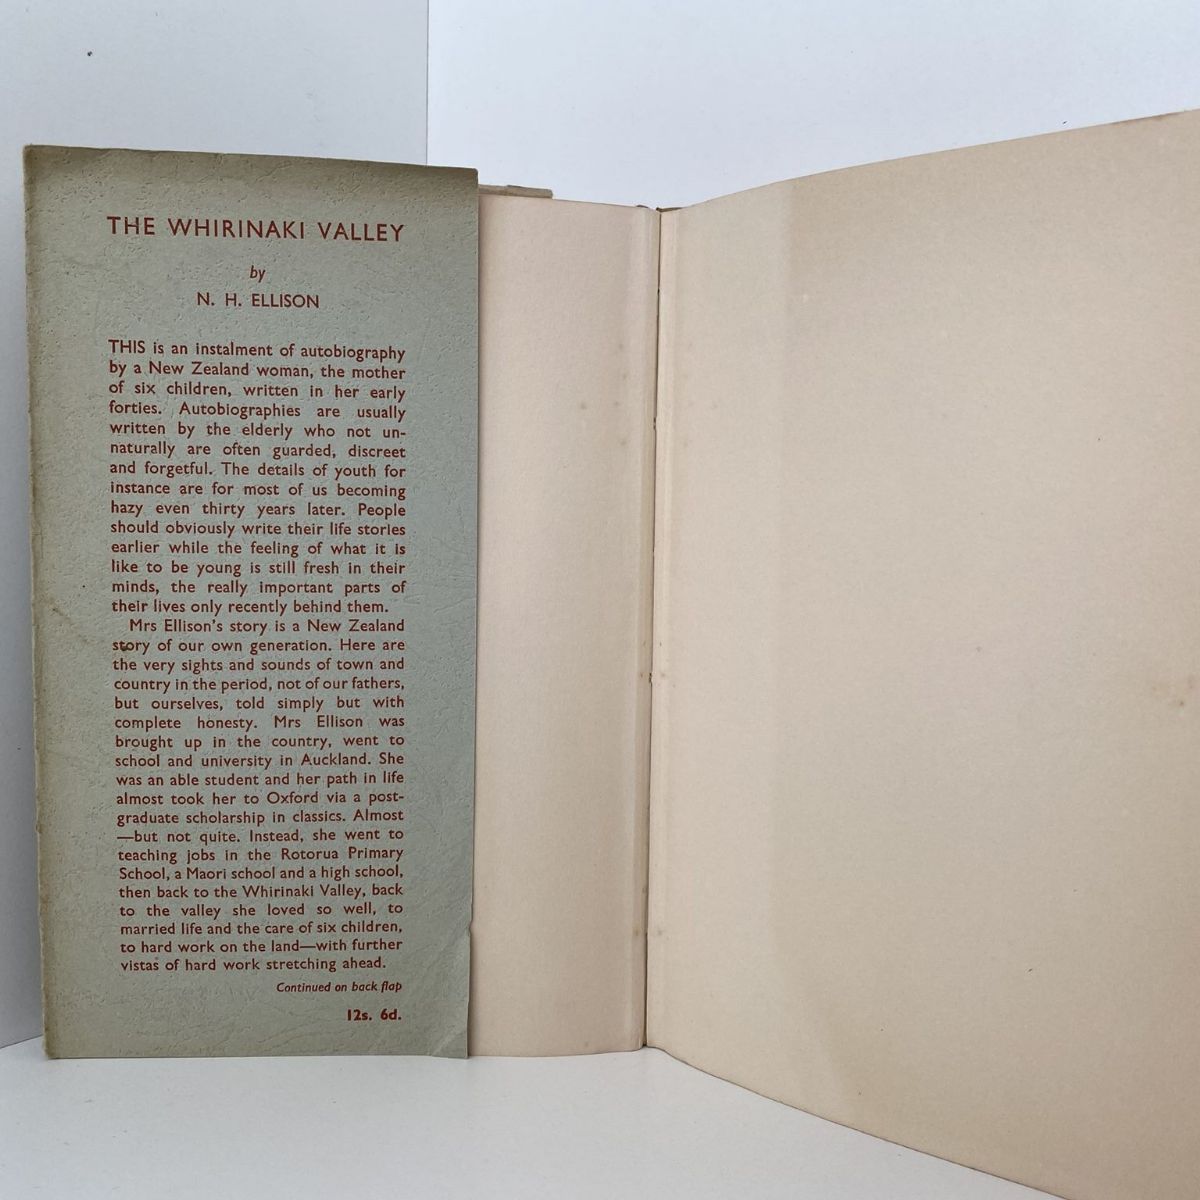 THE WHIRINAKI VALLEY
by
N. H. ELLISON
THIS is an instalment of autobiography
by a New Zealand woman, the mother
of six children, written in her early
forties. Autobiographies are usually
written by the elderly who not un-
naturally are often guarded, discreet
and forgetful. The details of youth for
instance are for most of us becoming
hazy even thirty years later. People
should obviously write their life stories
earlier while the feeling of what it is
like to be young is still fresh in their
minds, the really important parts of
their lives only recently behind them.
Mrs Ellison's story is a New Zealand
story of our own generation. Here are
the very sights and sounds of town and
country in the period, not of our fathers,
but ourselves, told simply but with
complete honesty. Mrs Ellison was
brought up in the country, went to
school and university in Auckland. She
was an able student and her path in life
almost took her to Oxford via a post-
graduate scholarship in classics. Almost
—but not quite. Instead, she went to
teaching jobs in the Rotorua Primary
School, a Maori school and a high school,
then back to the Whirinaki Valley, back
to the valley she loved so well, to
married life and the care of six children,
to hard work on the land—with further
vistas of hard work stretching ahead.
Continued on back flap
12s. 6d.